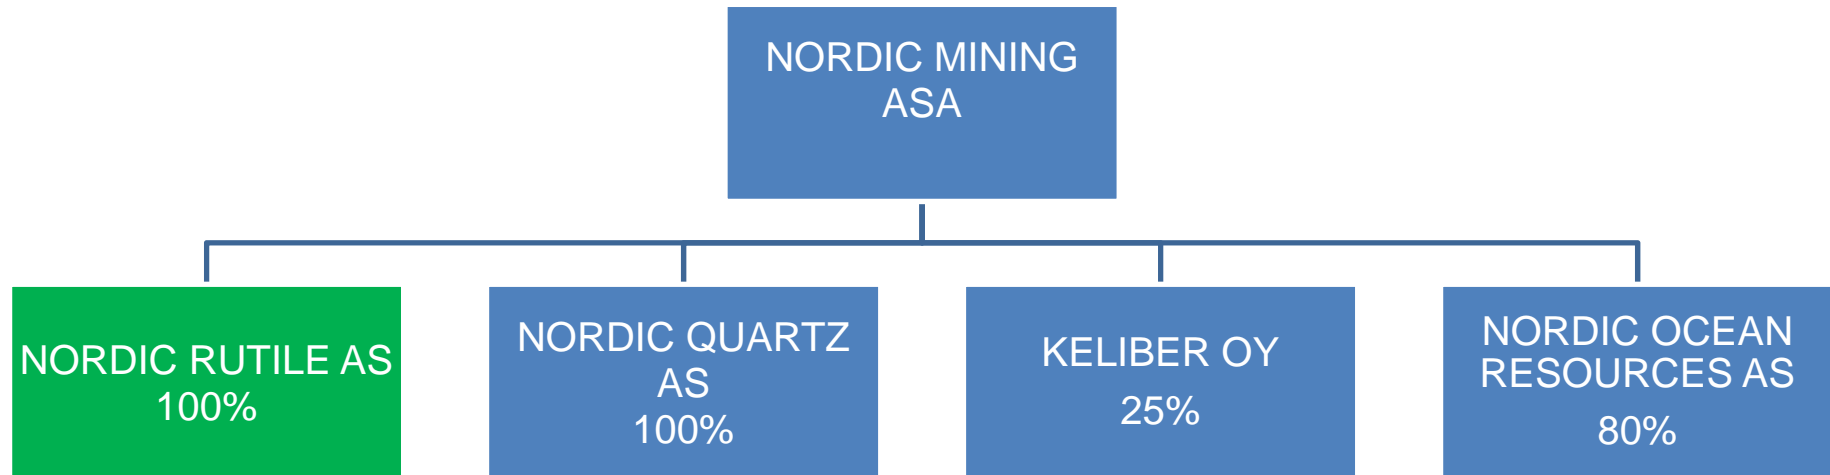 NORDIC MINING
ASA
NORDIC RUTILE AS
100%
NORDIC QUARTZ
AS
100%
KELIBER OY
25%
NORDIC OCEAN
RESOURCES AS
80%